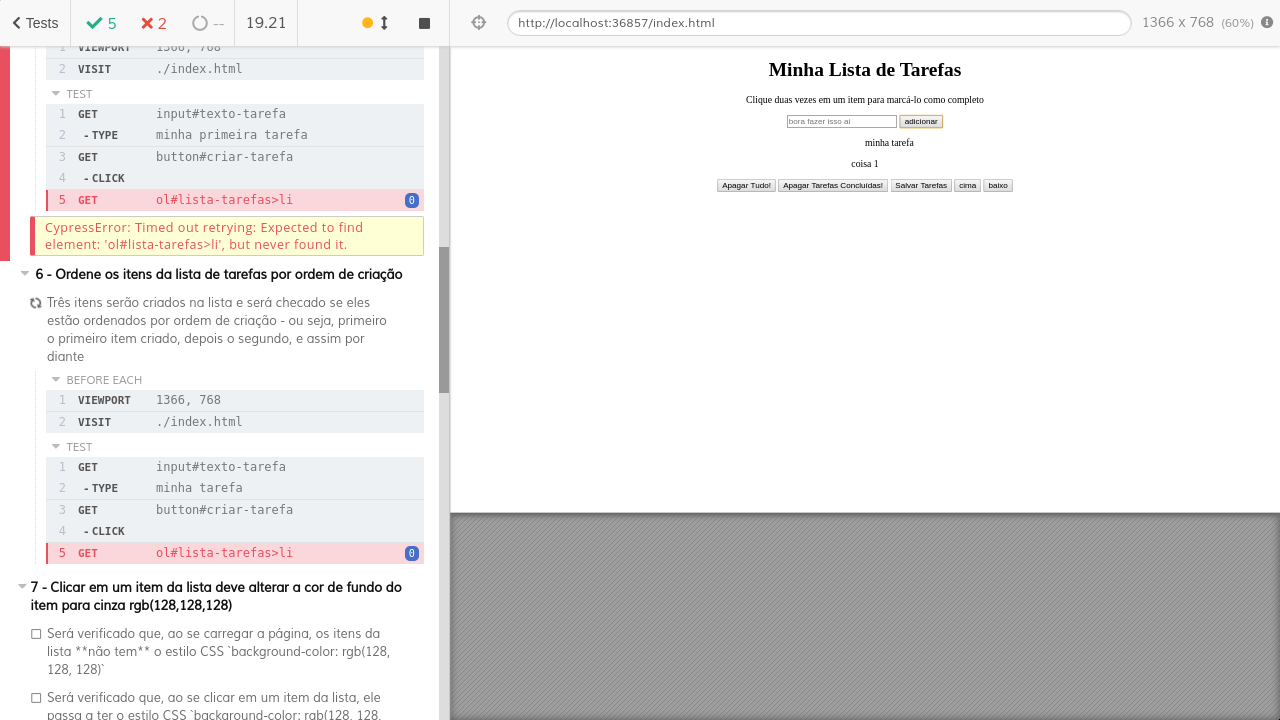 Tests 5 2 -- 19.21
http://localhost:36857/index.html 1366 x 768 (60%)
1 VIEWPORT 1366, 768
2 VISIT ./index.html
TEST
1 GET input#texto-tarefa
2 -TYPE minha primeira tarefa
3 GET button#criar-tarefa
4 -CLICK
5 GET ol#lista-tarefas>li 0
CypressError: Timed out retrying: Expected to find
element: 'ol#lista-tarefas>li', but never found it.
6 - Ordene os itens da lista de tarefas por ordem de criação
Três itens serão criados na lista e será checado se eles
estão ordenados por ordem de criação - ou seja, primeiro
o primeiro item criado, depois o segundo, e assim por
diante
BEFORE EACH
1 VIEWPORT 1366, 768
2 VISIT ./index.html
TEST
1 GET input#texto-tarefa
2 -TYPE minha tarefa
3 GET button#criar-tarefa
4 -CLICK
5 GET ol#lista-tarefas>li 0
7 - Clicar em um item da lista deve alterar a cor de fundo do
item para cinza rgb(128,128,128)
Será verificado que, ao se carregar a página, os itens da
lista **não tem** o estilo CSS `background-color: rgb(128,
128, 128)`
Será verificado que, ao se clicar em um item da lista, ele
passa a ter o estilo CSS `background-color: rgb(128, 128,
Minha Lista de Tarefas
Clique duas vezes em um item para marcá-lo como completo
bora fazer isso ai adicionar
minha tarefa
coisa 1
Apagar Tudo! Apagar Tarefas Concluídas! Salvar Tarefas cima baixo